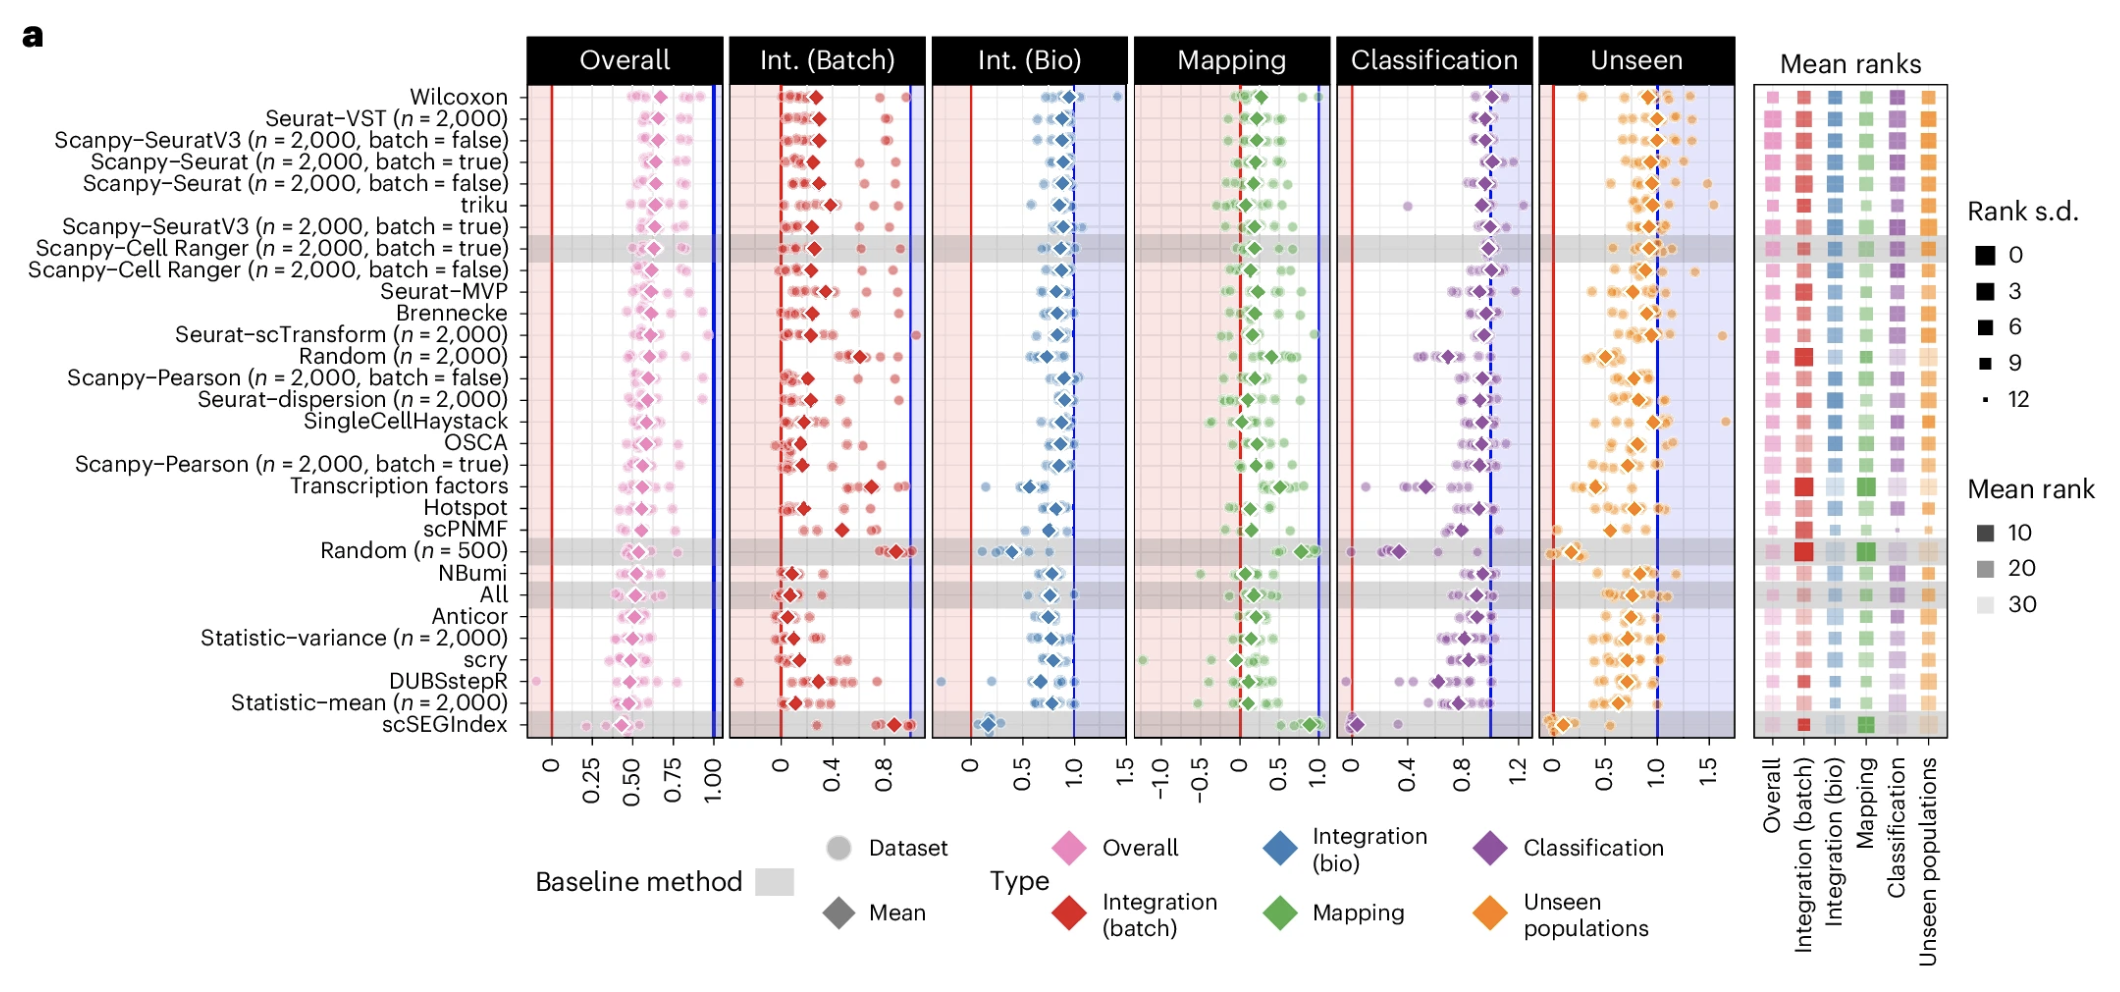 a
Overall
Int. (Batch)
Int. (Bio)
Mapping
Classification
Unseen
Mean ranks
Wilcoxon
Seurat−VST (n = 2,000)
Scanpy−SeuratV3 (n = 2,000, batch = false)
Scanpy−Seurat (n = 2,000, batch = true)
Scanpy−Seurat (n = 2,000, batch = false)
triku
Scanpy−SeuratV3 (n = 2,000, batch = true)
Scanpy−Cell Ranger (n = 2,000, batch = true)
Scanpy−Cell Ranger (n = 2,000, batch = false)
Seurat−MVP
Brennecke
Seurat−scTransform (n = 2,000)
Random (n = 2,000)
Scanpy−Pearson (n = 2,000, batch = false)
Seurat−dispersion (n = 2,000)
SingleCellHaystack
OSCA
Scanpy−Pearson (n = 2,000, batch = true)
Transcription factors
Hotspot
scPNMF
Random (n = 500)
NBumi
All
Anticor
Statistic−variance (n = 2,000)
scry
DUBStepR
Statistic−mean (n = 2,000)
scSEGIndex
0 0.25 0.50 0.75 1.00
0 0.4 0.8
0 0.5 1.0 1.5
−1.0 −0.5 0 0.5 1.0
0 0.4 0.8 1.2
0 0.5 1.0 1.5
Overall
Integration (batch)
Integration (bio)
Mapping
Classification
Unseen populations
Rank s.d.
0
3
6
9
12
Mean rank
10
20
30
Baseline method
Dataset
Mean
Type
Overall
Integration
(batch)
Integration
(bio)
Mapping
Classification
Unseen
populations